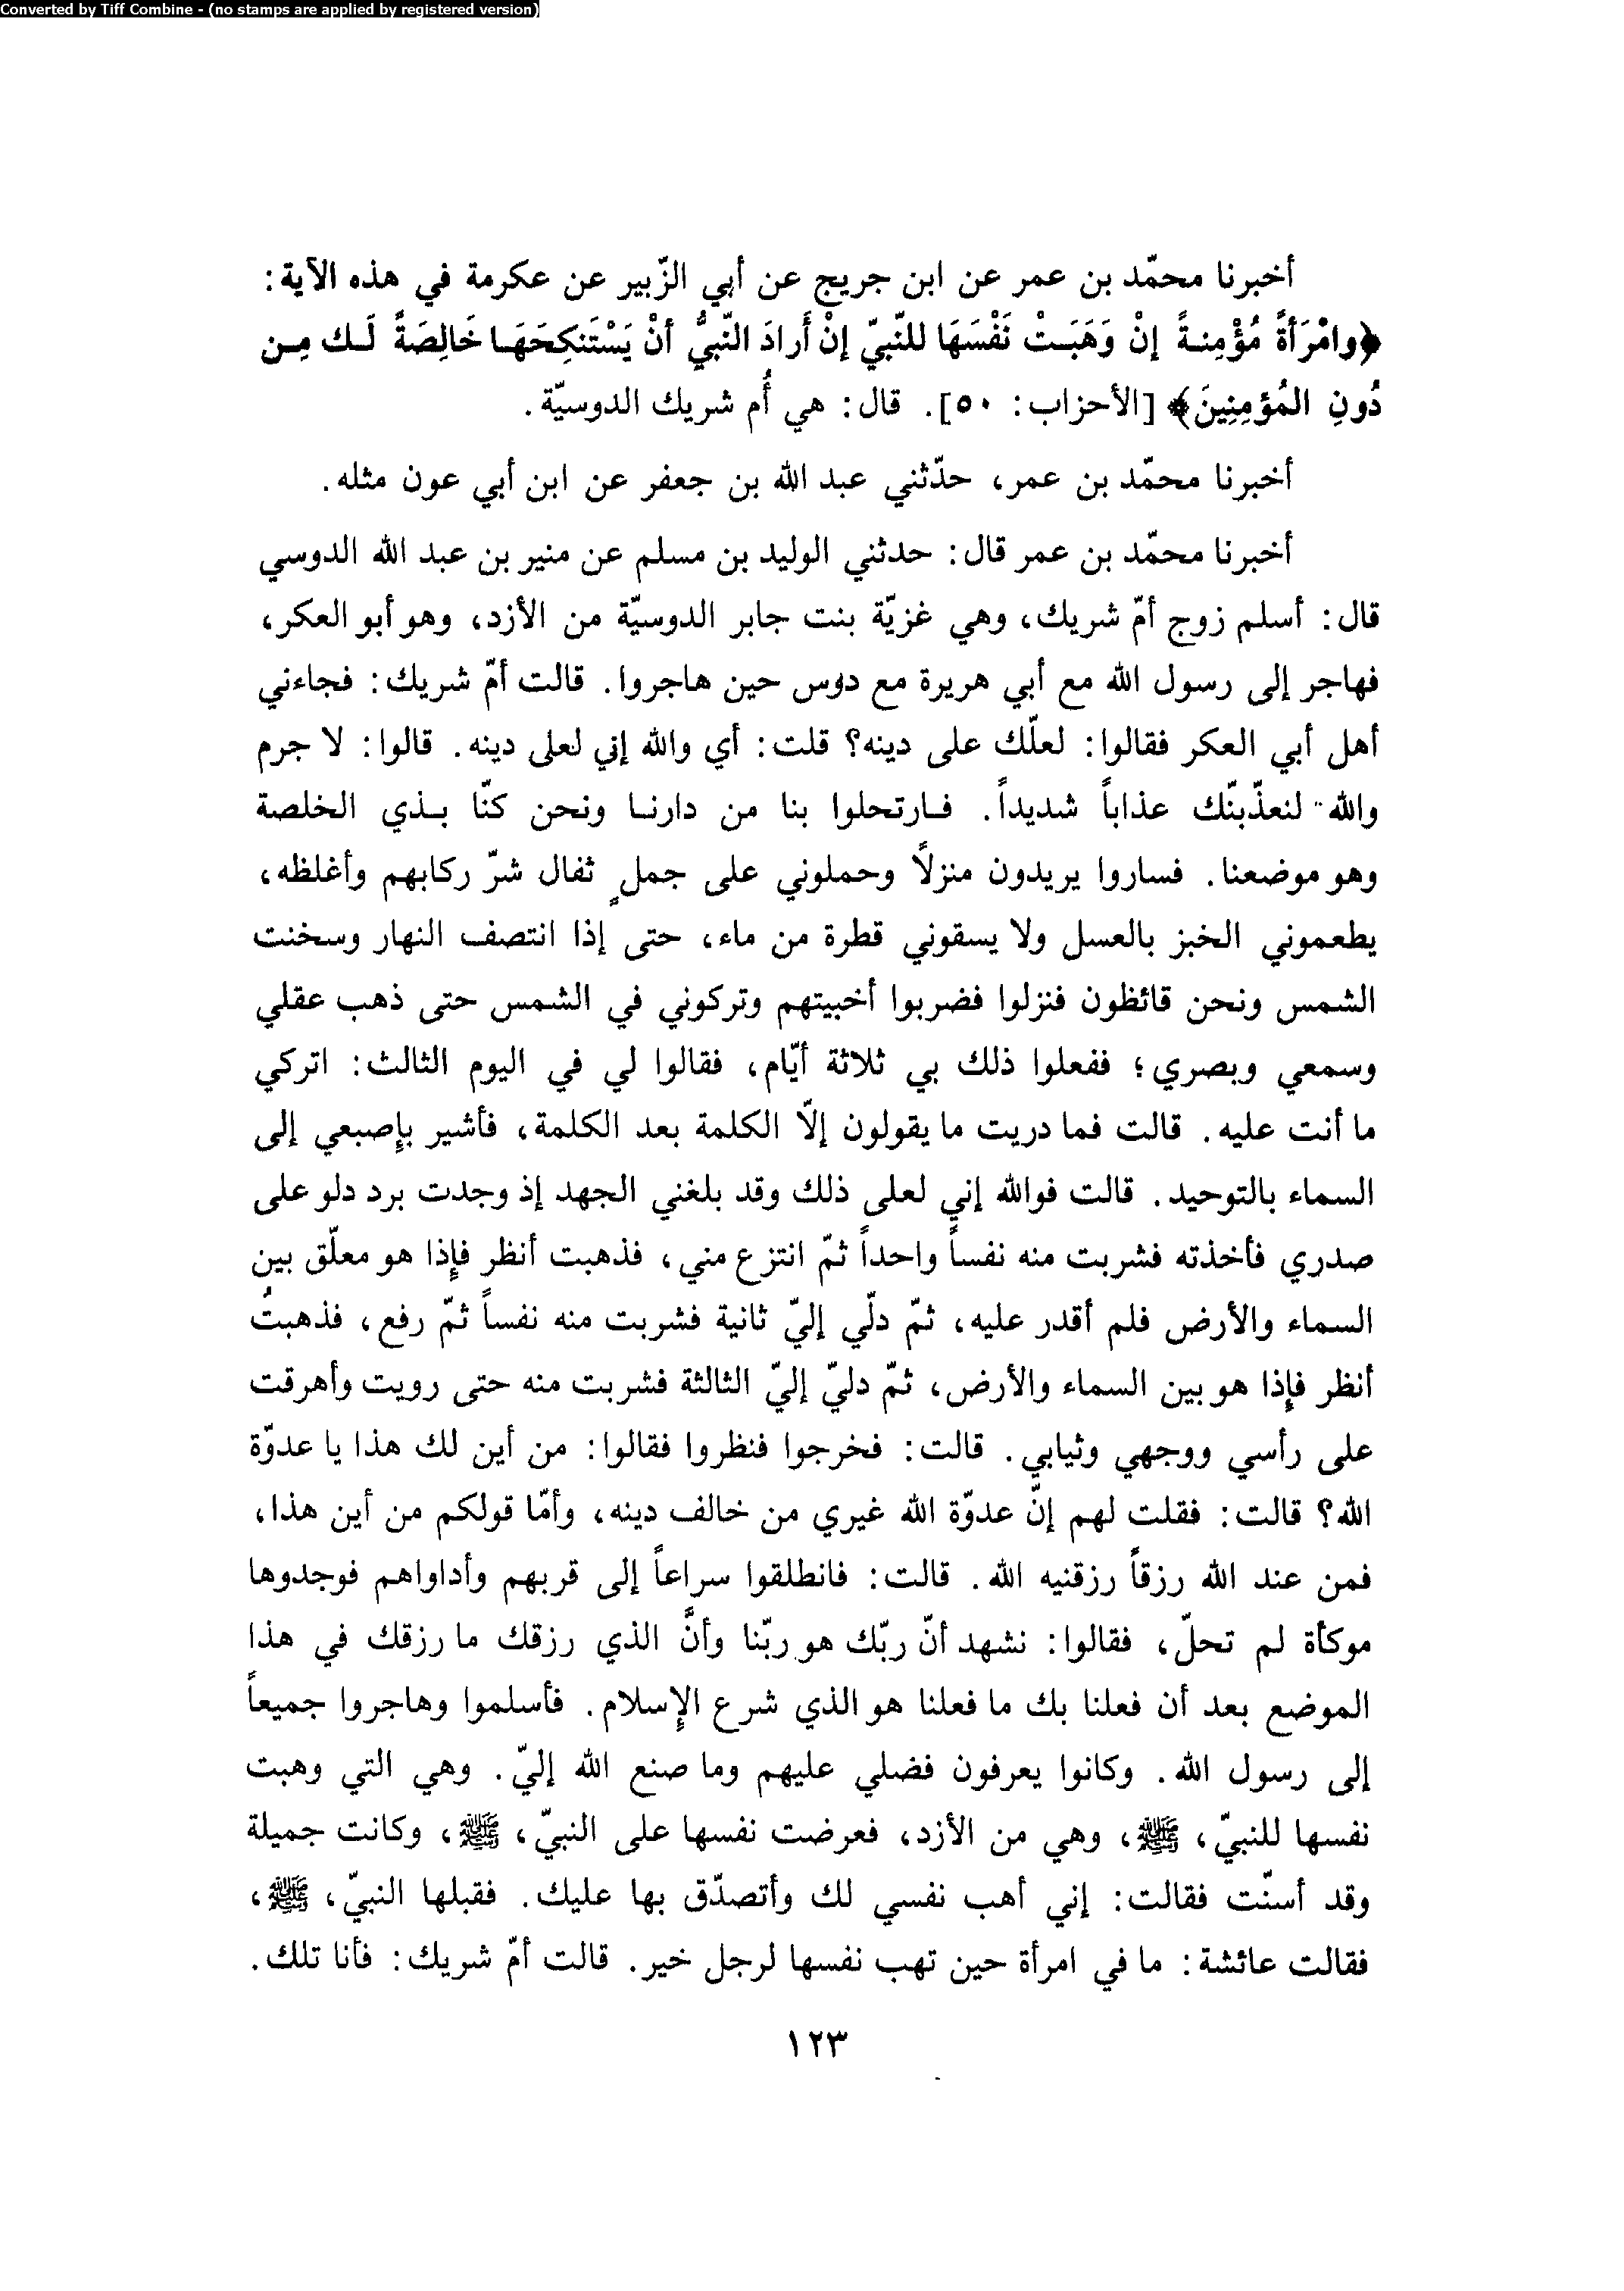 Converted by Tiff Combine - (no stamps are applied by registered version)
أخبرنا محمّد بن عمر عن ابن جريج عن أبي الزّبير عن عكرمة في هذه الآية:
﴿وامْرَأةً مُؤْمِنةً إنْ وَهَبَتْ نَفْسَهَا للنّبيّ إنْ أَرادَ النّبيُّ أنْ يَسْتَنكِحَهَا خَالِصَةً لَك مِن
دُونِ المُؤمِنِينَ﴾ [الأحزاب: ٥٠]. قال: هي أُم شريك الدوسيّة.
أخبرنا محمّد بن عمر، حدّثني عبد الله بن جعفر عن ابن أبي عون مثله.
أخبرنا محمّد بن عمر قال: حدثني الوليد بن مسلم عن منير بن عبد الله الدوسي
قال: أسلم زوج أمّ شريك، وهي غزيّة بنت جابر الدوسيّة من الأزد، وهو أبو العكر،
فهاجر إلى رسول الله مع أبي هريرة مع دوس حين هاجروا. قالت أمّ شريك: فجاءني
أهل أبي العكر فقالوا: لعلّك على دينه؟ قلت: أي والله إني لعلى دينه. قالوا: لا جرم
والله لنعذّبنّك عذاباً شديداً. فارتحلوا بنا من دارنا ونحن كنّا بذي الخلصة
وهو موضعنا. فساروا يريدون منزلاً وحملوني على جملٍ ثفال شرّ ركابهم وأغلظه،
يطعموني الخبز بالعسل ولا يسقوني قطرة من ماء، حتى إذا انتصف النهار وسخنت
الشمس ونحن قائظون فنزلوا فضربوا أخبيتهم وتركوني في الشمس حتى ذهب عقلي
وسمعي وبصري؛ ففعلوا ذلك بي ثلاثة أيّام، فقالوا لي في اليوم الثالث: اتركي
ما أنت عليه. قالت فما دريت ما يقولون إلاّ الكلمة بعد الكلمة، فأشير بإصبعي إلى
السماء بالتوحيد. قالت فوالله إني لعلى ذلك وقد بلغني الجهد إذ وجدت برد دلو على
صدري فأخذته فشربت منه نفساً واحداً ثمّ انتزع مني، فذهبت أنظر فإذا هو معلّق بين
السماء والأرض فلم أقدر عليه، ثمّ دلّي إليّ ثانية فشربت منه نفساً ثمّ رفع، فذهبتُ
أنظر فإذا هو بين السماء والأرض، ثمّ دليّ إليّ الثالثة فشربت منه حتى رويت وأهرقت
على رأسي ووجهي وثيابي. قالت: فخرجوا فنظروا فقالوا: من أين لك هذا يا عدوّة
الله؟ قالت: فقلت لهم إنّ عدوّة الله غيري من خالف دينه، وأمّا قولكم من أين هذا،
فمن عند الله رزقاً رزقنيه الله. قالت: فانطلقوا سراعاً إلى قربهم وأداواهم فوجدوها
موكأة لم تحلّ، فقالوا: نشهد أنّ ربّك هو ربّنا وأنّ الذي رزقك ما رزقك في هذا
الموضع بعد أن فعلنا بك ما فعلنا هو الذي شرع الإسلام. فأسلموا وهاجروا جميعاً
إلى رسول الله. وكانوا يعرفون فضلي عليهم وما صنع الله إليّ. وهي التي وهبت
نفسها للنبيّ، ﷺ، وهي من الأزد، فعرضت نفسها على النبيّ، ﷺ، وكانت جميلة
وقد أسنّت فقالت: إني أهب نفسي لك وأتصدّق بها عليك. فقبلها النبيّ، ﷺ،
فقالت عائشة: ما في امرأة حين تهب نفسها لرجل خير. قالت أمّ شريك: فأنا تلك.
١٢٣